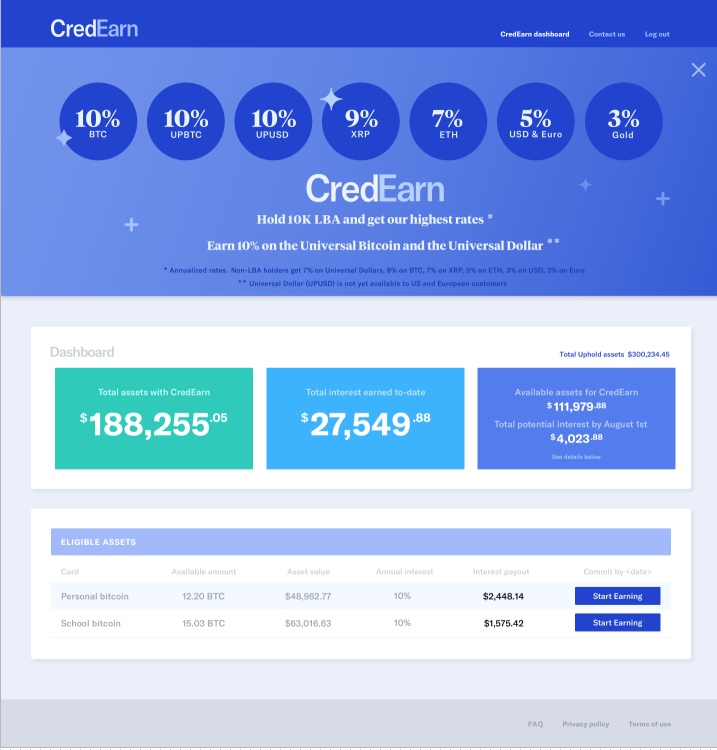 CredEarn
CredEarn dashboard Contact us Log out
10% 10% 10% 9% 7% 5% 3%
BTC UPBTC UPUSD XRP ETH USD & Euro Gold
CredEarn
Hold 10K LBA and get our highest rates *
Earn 10% on the Universal Bitcoin and the Universal Dollar **
* Annualized rates. Non-LBA holders get 7% on Universal Dollars, 8% on BTC, 7% on XRP, 5% on ETH, 3% on USD, 3% on Euro
** Universal Dollar (UPUSD) is not yet available to US and European customers
Dashboard
Total Uphold assets $300,234.45
Total assets with CredEarn
$188,255.05
Total interest earned to-date
$27,549.88
Available assets for CredEarn
$111,979.88
Total potential interest by August 1st
$4,023.88
See details below
ELIGIBLE ASSETS
Card Available amount Asset value Annual interest Interest payout Commit by <date>
Personal bitcoin 12.20 BTC $48,962.77 10% $2,448.14 Start Earning
School bitcoin 15.03 BTC $63,016.63 10% $1,575.42 Start Earning
FAQ Privacy policy Terms of use